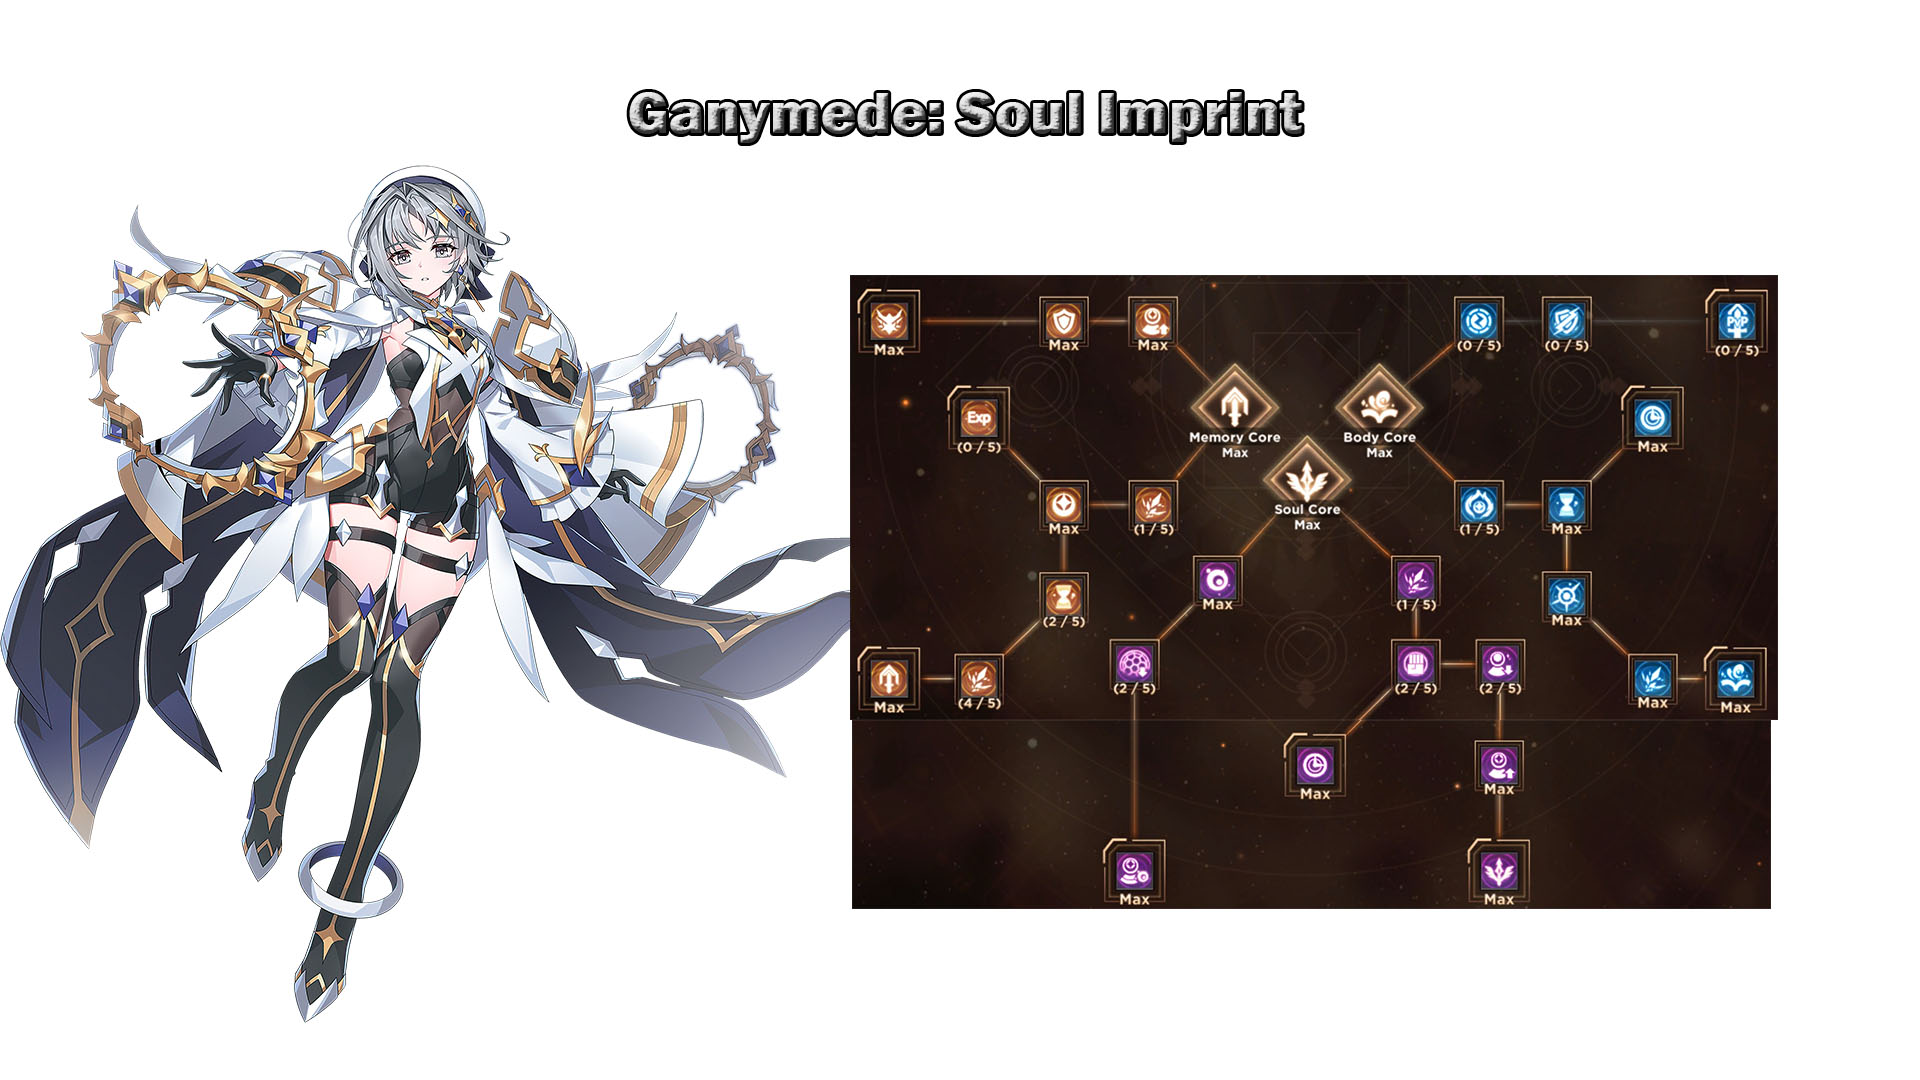 Ganymede: Soul Imprint
Max
Max
Max
(0 / 5)
(0 / 5)
PVP
(0 / 5)
Exp
(0 / 5)
Memory Core
Max
Body Core
Max
Max
Soul Core
Max
Max
(1 / 5)
(1 / 5)
Max
(2 / 5)
Max
(1 / 5)
Max
Max
(4 / 5)
(2 / 5)
(2 / 5)
(2 / 5)
Max
Max
Max
Max
Max
Max